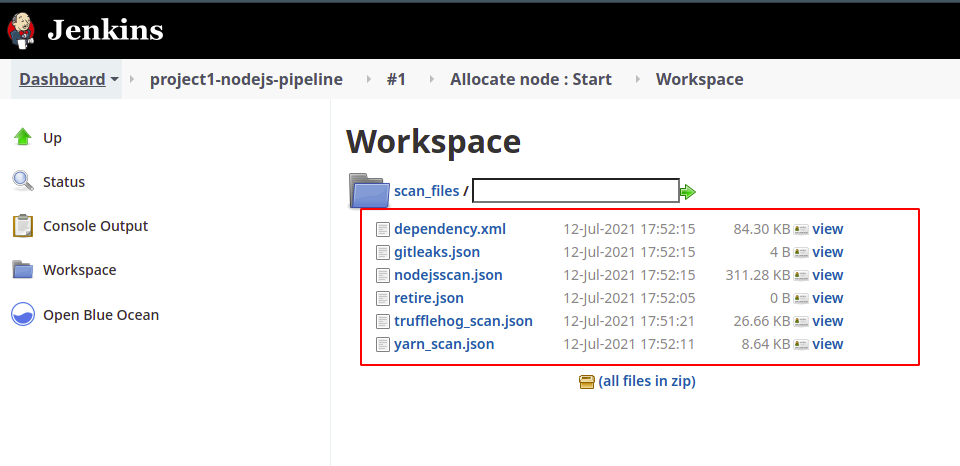 Jenkins
Dashboard project1-nodejs-pipeline #1 Allocate node : Start Workspace
Up
Status
Console Output
Workspace
Open Blue Ocean
Workspace
scan_files /
dependency.xml 12-Jul-2021 17:52:15 84.30 KB view
gitleaks.json 12-Jul-2021 17:52:15 4 B view
nodejsscan.json 12-Jul-2021 17:52:15 311.28 KB view
retire.json 12-Jul-2021 17:52:05 0 B view
trufflehog_scan.json 12-Jul-2021 17:51:21 26.66 KB view
yarn_scan.json 12-Jul-2021 17:52:11 8.64 KB view
(all files in zip)